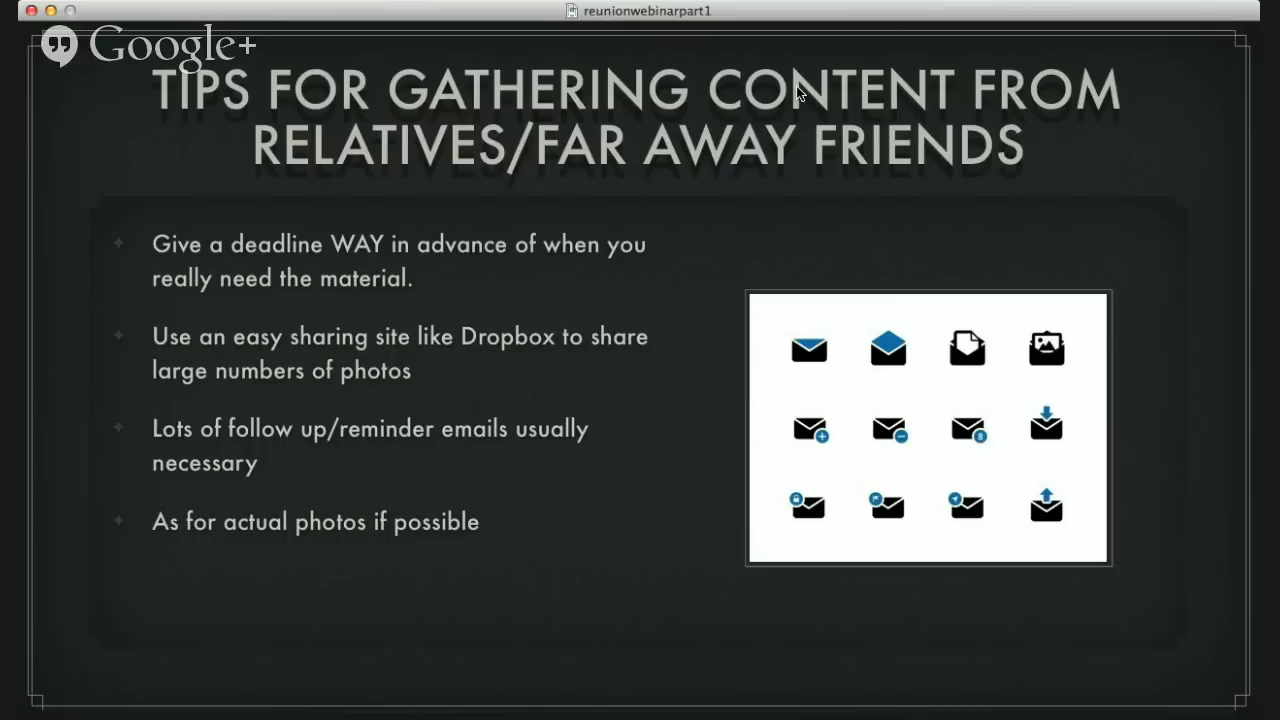 reunionwebinarpart1
Google+
TIPS FOR GATHERING CONTENT FROM
RELATIVES/FAR AWAY FRIENDS
Give a deadline WAY in advance of when you
really need the material.
Use an easy sharing site like Dropbox to share
large numbers of photos
Lots of follow up/reminder emails usually
necessary
As for actual photos if possible